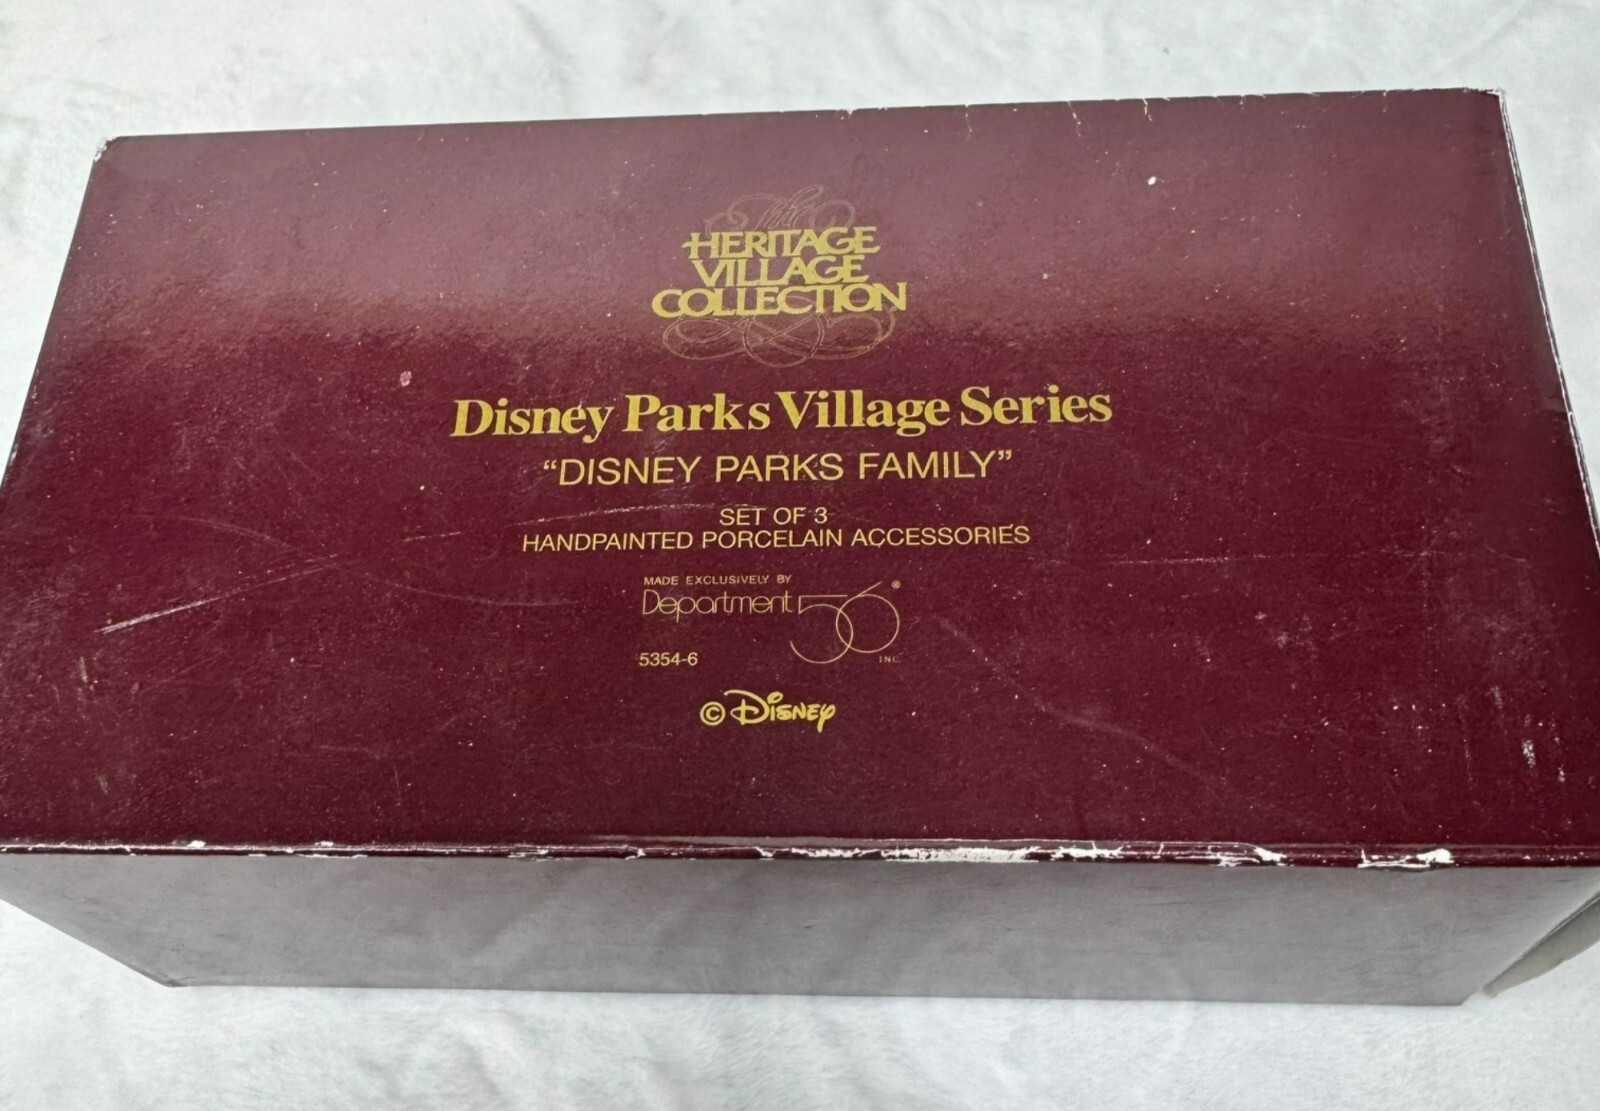 The
HERITAGE
VILLAGE
COLLECTION
Disney Parks Village Series
“DISNEY PARKS FAMILY”
SET OF 3
HANDPAINTED PORCELAIN ACCESSORIES
MADE EXCLUSIVELY BY
Department 56®
INC.
5354-6
© Disney